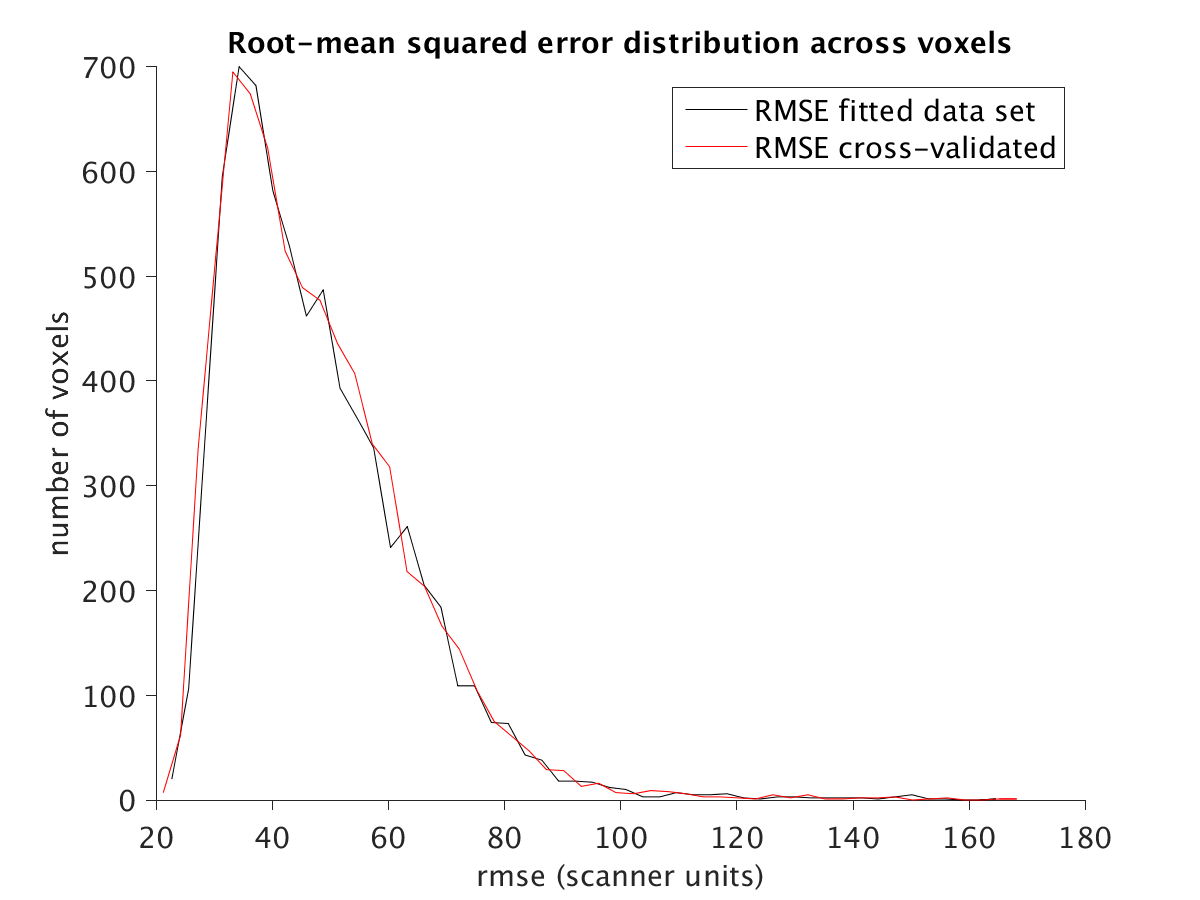 Root-mean squared error distribution across voxels
RMSE fitted data set
RMSE cross-validated
700
600
500
400
300
200
100
0
number of voxels
20 40 60 80 100 120 140 160 180
rmse (scanner units)